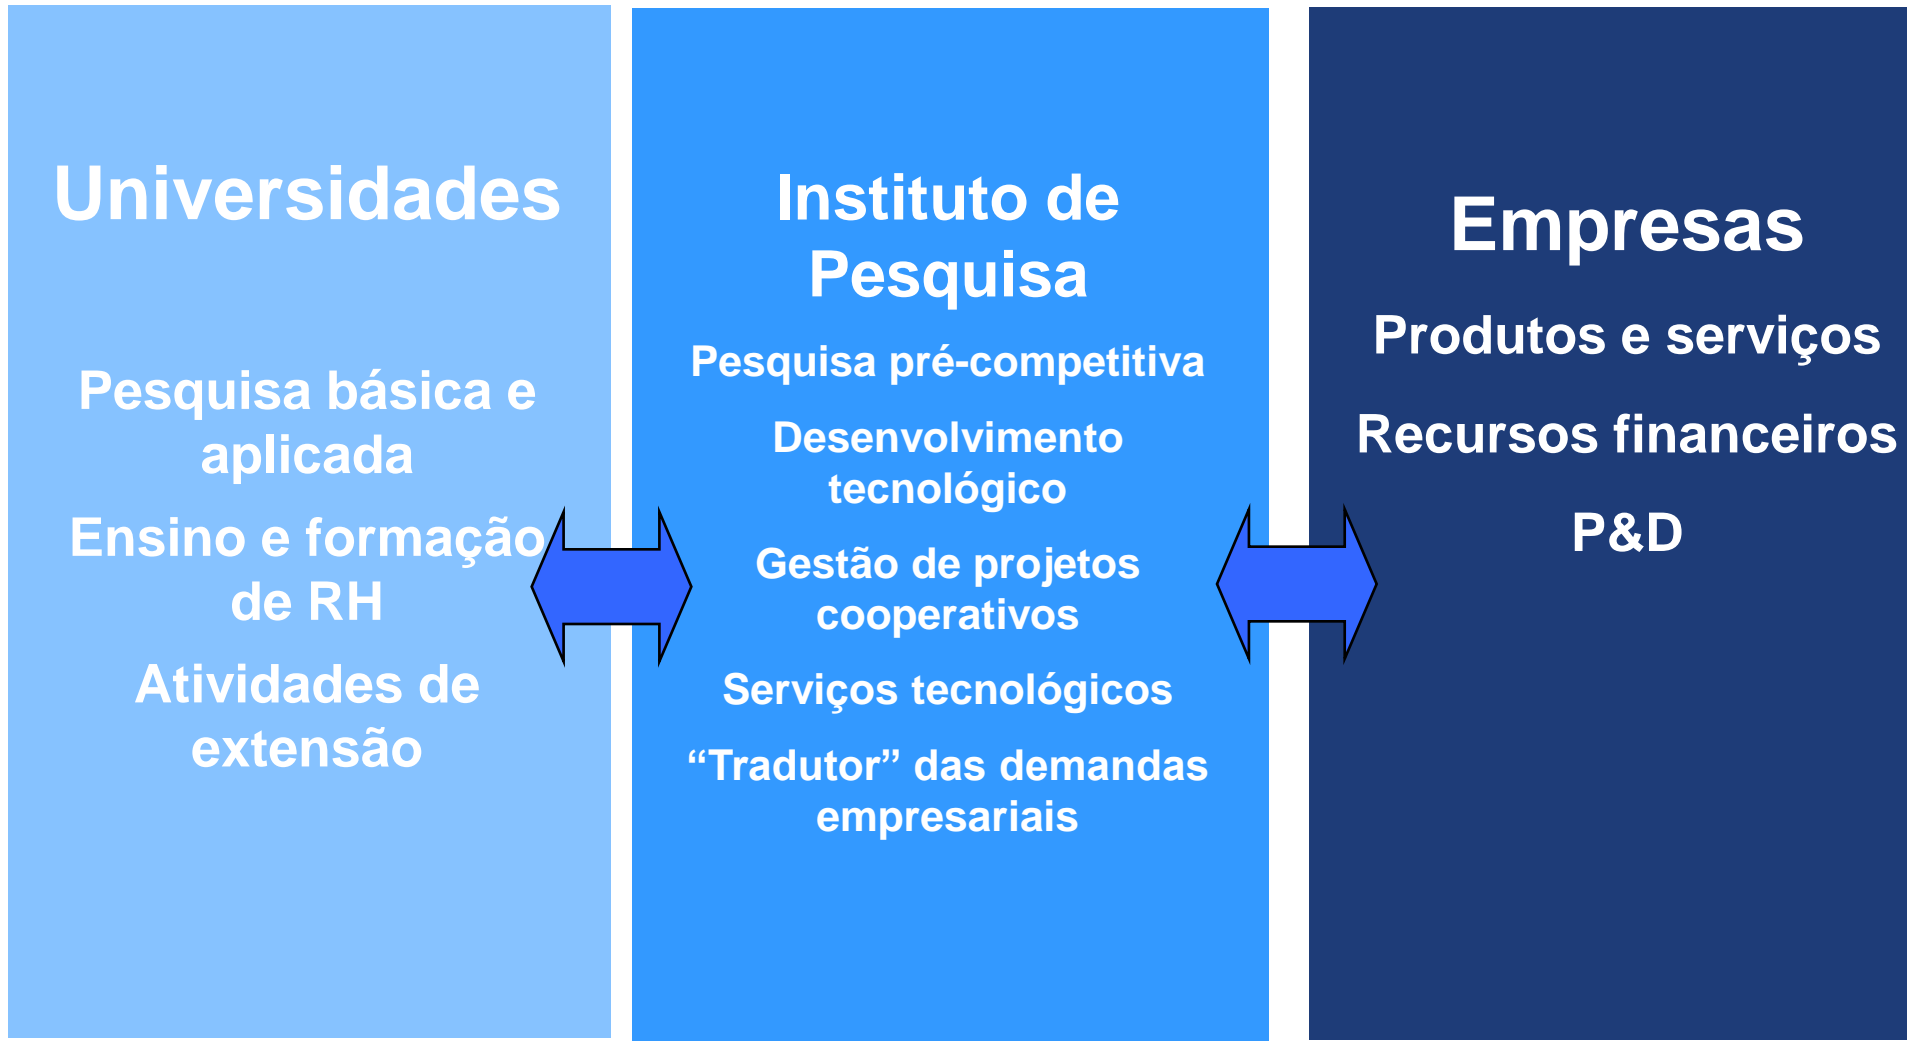 Universidades
Pesquisa básica e
aplicada
Ensino e formação
de RH
Atividades de
extensão
Instituto de
Pesquisa
Pesquisa pré-competitiva
Desenvolvimento
tecnológico
Gestão de projetos
cooperativos
Serviços tecnológicos
“Tradutor” das demandas
empresariais
Empresas
Produtos e serviços
Recursos financeiros
P&D